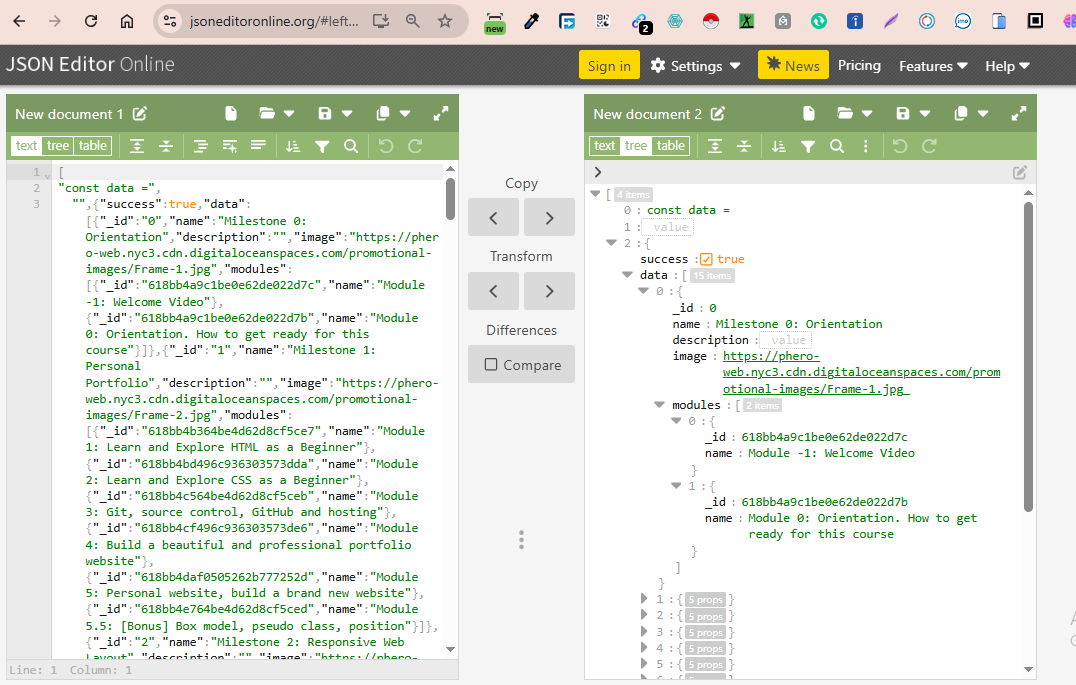 jsoneditoronline.org/#left...
new
2
JSON Editor Online
Sign in
Settings
News
Pricing
Features
Help
New document 1
text tree table
1 [
2 "const data =",
3 "",{"success":true,"data":
[{"_id":"0","name":"Milestone 0:
Orientation","description":"","image":"https://pher
o-web.nyc3.cdn.digitaloceanspaces.com/promotional-
images/Frame-1.jpg","modules":
[{"_id":"618bb4a9c1be0e62de022d7c","name":"Module
-1: Welcome Video"},
{"_id":"618bb4a9c1be0e62de022d7b","name":"Module
0: Orientation. How to get ready for this
course"}]},{"_id":"1","name":"Milestone 1:
Personal
Portfolio","description":"","image":"https://phero-
web.nyc3.cdn.digitaloceanspaces.com/promotional-
images/Frame-2.jpg","modules":
[{"_id":"618bb4b364be4d62d8cf5ce7","name":"Module
1: Learn and Explore HTML as a Beginner"},
{"_id":"618bb4bd496c936303573dda","name":"Module
2: Learn and Explore CSS as a Beginner"},
{"_id":"618bb4c564be4d62d8cf5ceb","name":"Module
3: Git, source control, GitHub and hosting"},
{"_id":"618bb4cf496c936303573de6","name":"Module
4: Build a beautiful and professional portfolio
website"},
{"_id":"618bb4daf0505262b777252d","name":"Module
5: Personal website, build a brand new website"},
{"_id":"618bb4e764be4d62d8cf5ced","name":"Module
5.5: [Bonus] Box model, pseudo class, position"}]},
{"_id":"2","name":"Milestone 2: Responsive Web
Layout","description":"","image":"https://phero-
Line: 1 Column: 1
Copy
Transform
Differences
Compare
New document 2
text tree table
[ 4 items
0 : const data =
1 : value
2 : {
success : true
data : [ 15 items
0 : {
_id : 0
name : Milestone 0: Orientation
description : value
image : https://phero-
web.nyc3.cdn.digitaloceanspaces.com/prom
otional-images/Frame-1.jpg
modules : [ 2 items
0 : {
_id : 618bb4a9c1be0e62de022d7c
name : Module -1: Welcome Video
}
1 : {
_id : 618bb4a9c1be0e62de022d7b
name : Module 0: Orientation. How to get
ready for this course
}
]
}
1 : { 5 props }
2 : { 5 props }
3 : { 5 props }
4 : { 5 props }
5 : { 5 props }